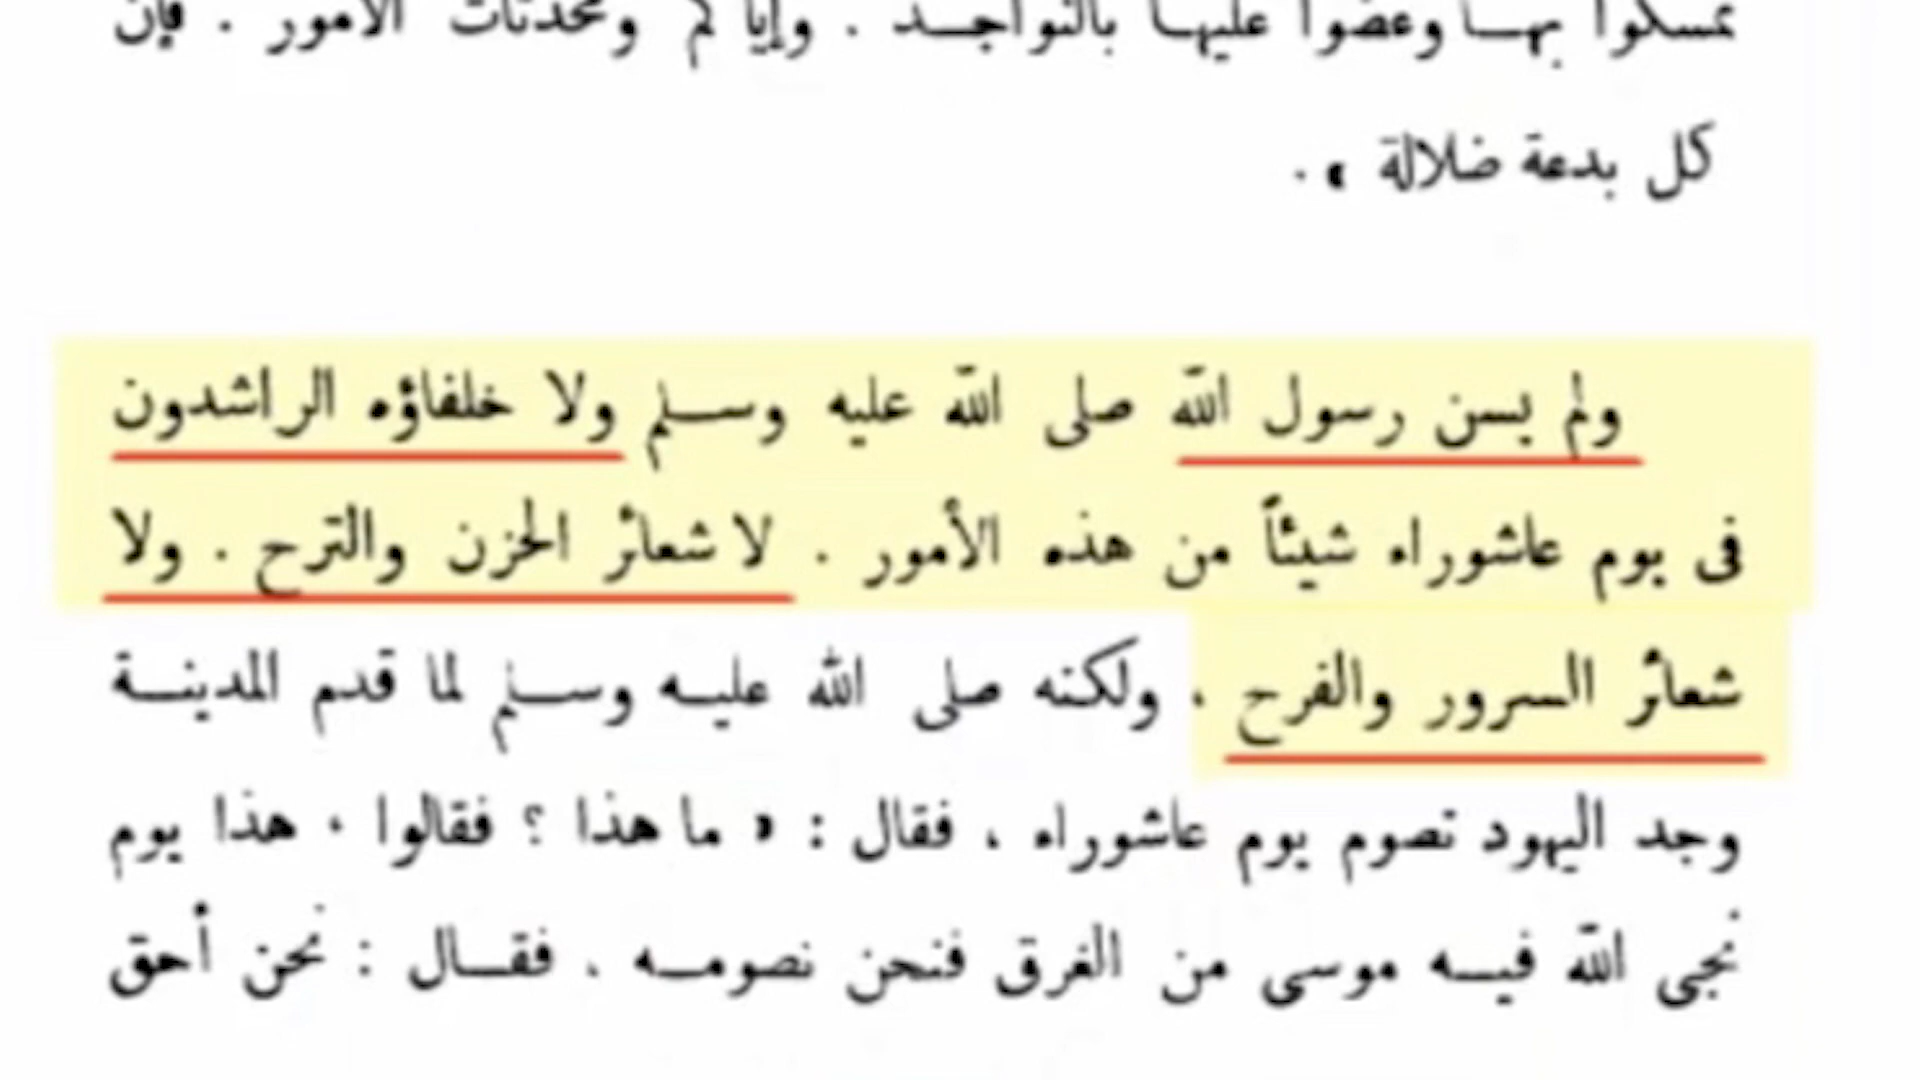 تمسكوا بها وعضوا عليها بالنواجذ . وإياكم ومحدثات الأمور . فإن
كل بدعة ضلالة » .
ولم يسن رسول الله صلى الله عليه وسلم ولا خلفاؤه الراشدون
فى يوم عاشوراء شيئاً من هذه الأمور . لا شعائر الحزن والترح . ولا
شعائر السرور والفرح ، ولكنه صلى الله عليه وسلم لما قدم المدينة
وجد اليهود تصوم يوم عاشوراء ، فقال : « ما هذا ؟ فقالوا . هذا يوم
نجى الله فيه موسى من الغرق فنحن نصومه . فقال : نحن أحق